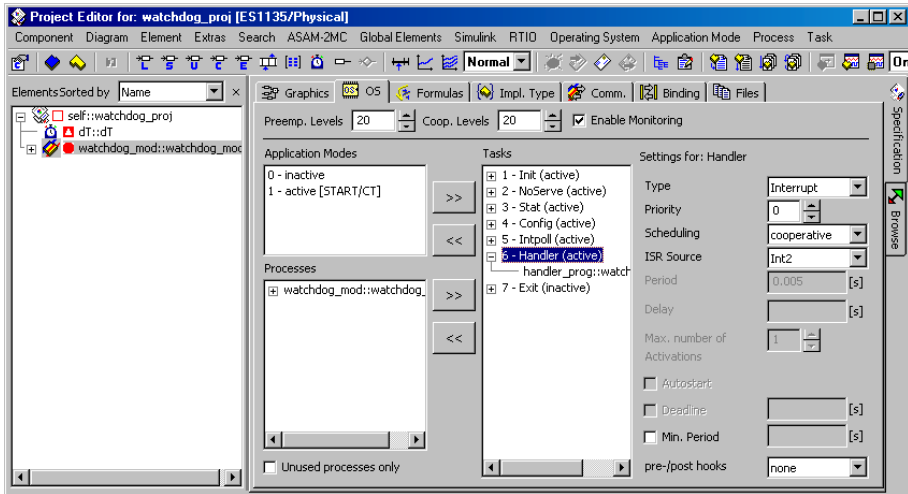 Project Editor for: watchdog_proj [ES1135/Physical]
Component Diagram Element Extras Search ASAM-2MC Global Elements Simulink RTIO Operating System Application Mode Process Task
Normal
Elements Sorted by Name
self::watchdog_proj
dT::dT
watchdog_mod::watchdog_mod
Graphics OS Formulas Impl. Type Comm. Binding Files
Preemp. Levels 20 Coop. Levels 20 Enable Monitoring
Application Modes
0 - inactive
1 - active [START/CT]
>>
<<
Processes
watchdog_mod::watchdog_
>>
<<
Unused processes only
Tasks
1 - Init (active)
2 - NoServe (active)
3 - Stat (active)
4 - Config (active)
5 - Intpoll (active)
6 - Handler (active)
handler_prog::watch
7 - Exit (inactive)
Settings for: Handler
Type Interrupt
Priority 0
Scheduling cooperative
ISR Source Int2
Period 0.005 [s]
Delay [s]
Max. number of
Activations 1
Autostart
Deadline [s]
Min. Period [s]
pre-/post hooks none
Specification
Browse